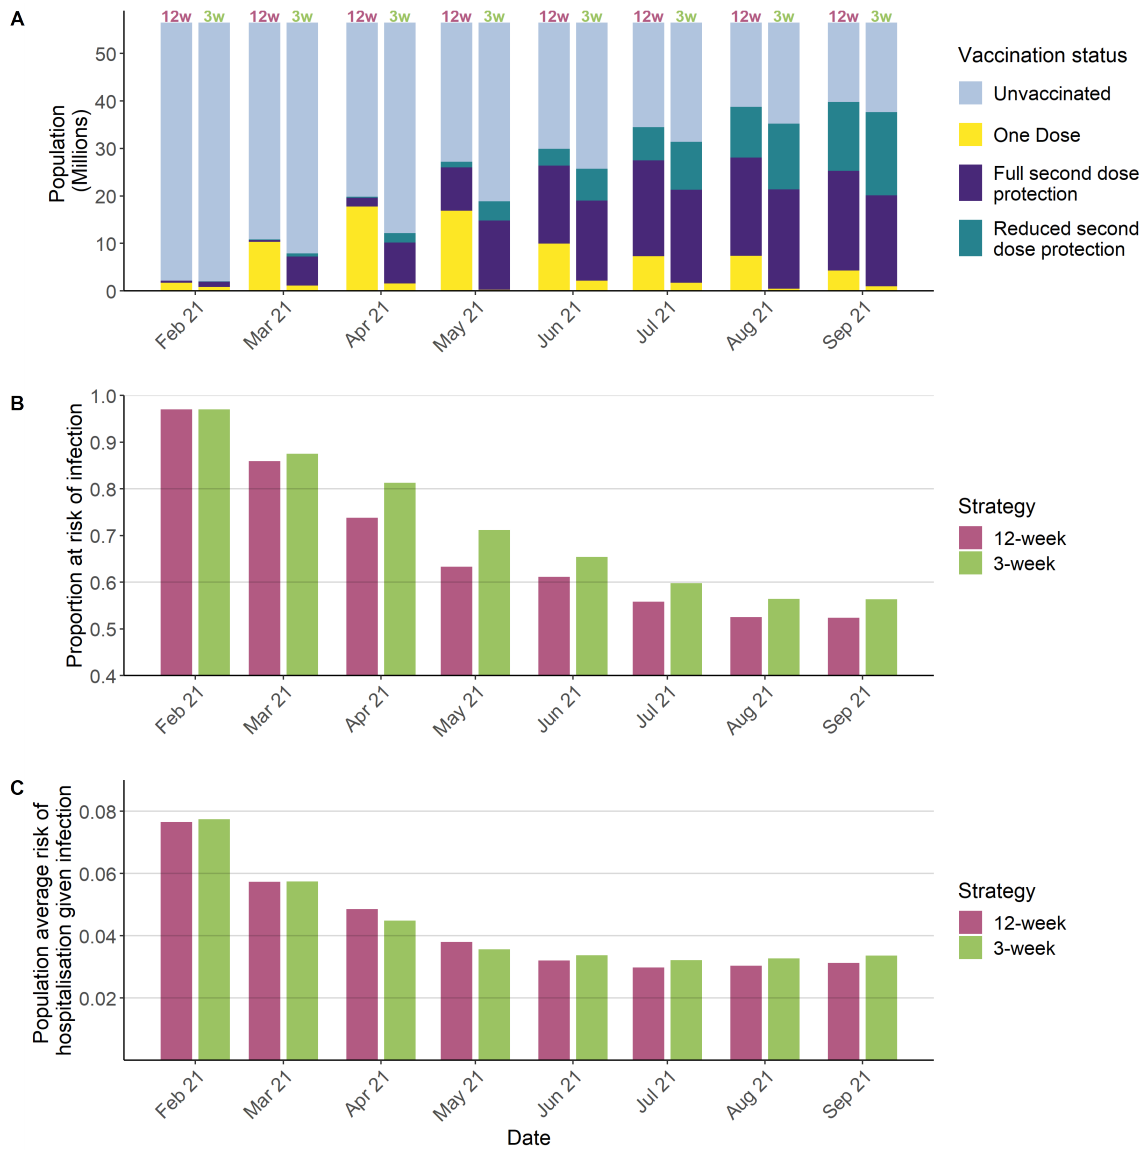 A
12w 3w 12w 3w 12w 3w 12w 3w 12w 3w 12w 3w 12w 3w 12w 3w
Population
(Millions)
50
40
30
20
10
0
Feb 21 Mar 21 Apr 21 May 21 Jun 21 Jul 21 Aug 21 Sep 21
Vaccination status
Unvaccinated
One Dose
Full second dose
protection
Reduced second
dose protection
B
Proportion at risk of infection
1.0
0.9
0.8
0.7
0.6
0.5
0.4
Feb 21 Mar 21 Apr 21 May 21 Jun 21 Jul 21 Aug 21 Sep 21
Strategy
12-week
3-week
C
Population average risk of
hospitalisation given infection
0.08
0.06
0.04
0.02
Feb 21 Mar 21 Apr 21 May 21 Jun 21 Jul 21 Aug 21 Sep 21
Date
Strategy
12-week
3-week